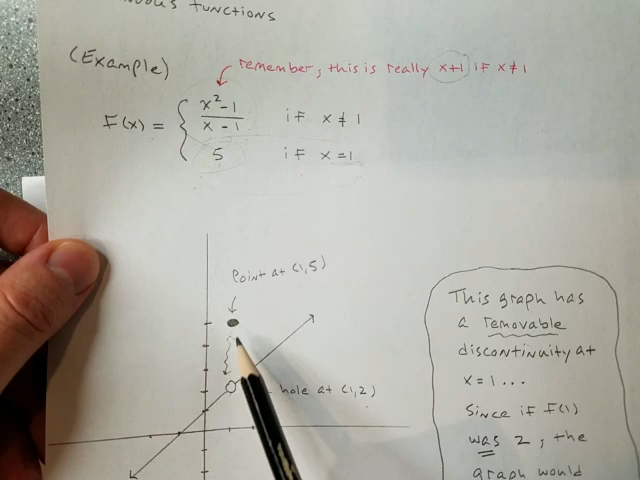 functions
(Example)
remember, this is really x+1 if x≠1
F(x) = { x²-1 / x-1 if x≠1
5 if x=1
Point at (1,5)
hole at (1,2)
This graph has
a removable
discontinuity at
x=1...
Since if F(1)
was 2, the
graph would